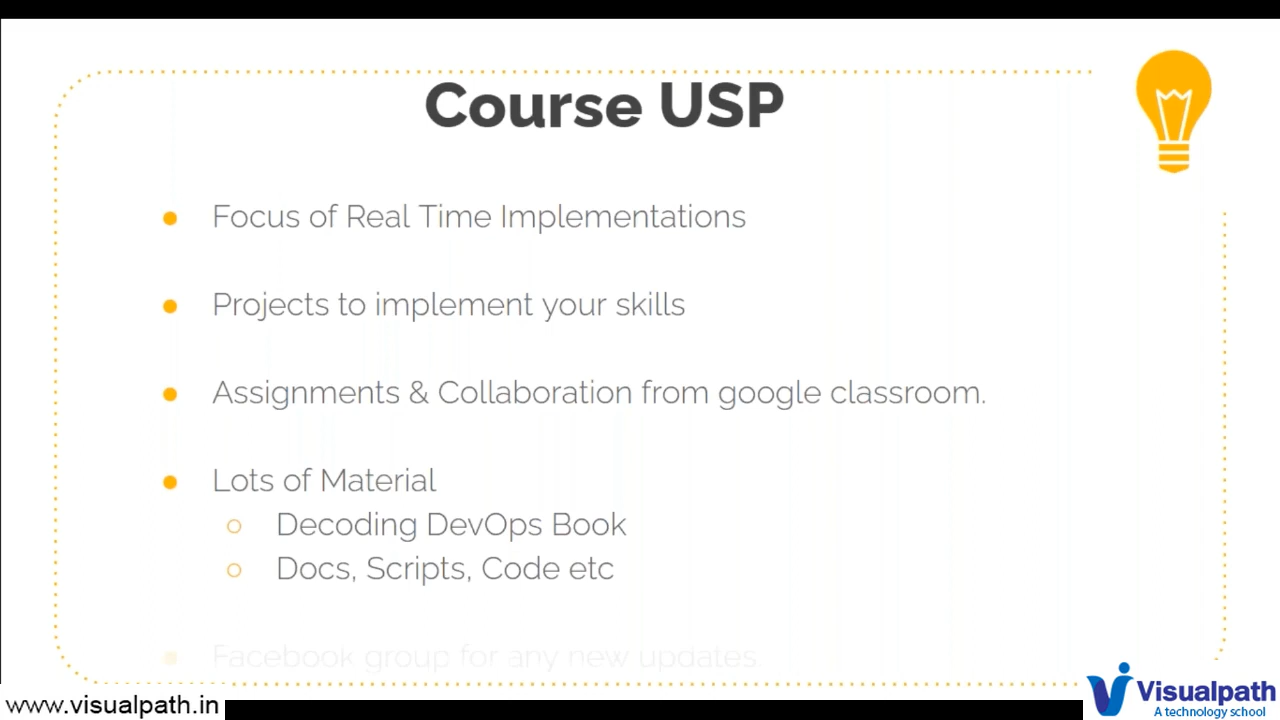 Course USP
Focus of Real Time Implementations
Projects to implement your skills
Assignments & Collaboration from google classroom.
Lots of Material
Decoding DevOps Book
Docs, Scripts, Code etc
Facebook group for any new updates.
www.visualpath.in
Visualpath
A technology school